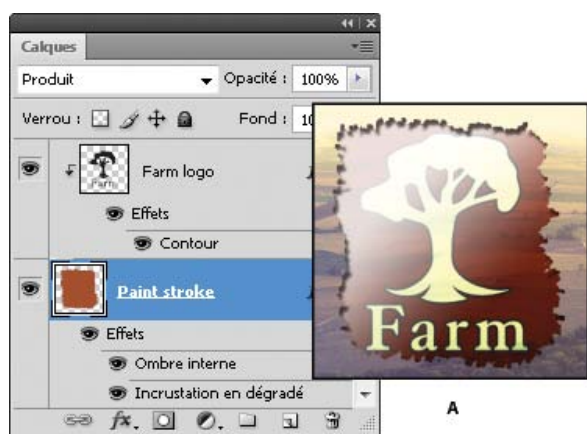 Calques
Produit Opacité : 100%
Verrou : Fond : 10
Farm logo
Farm
Effets
Contour
Paint stroke
Effets
Ombre interne
Incrustation en dégradé
Farm
A